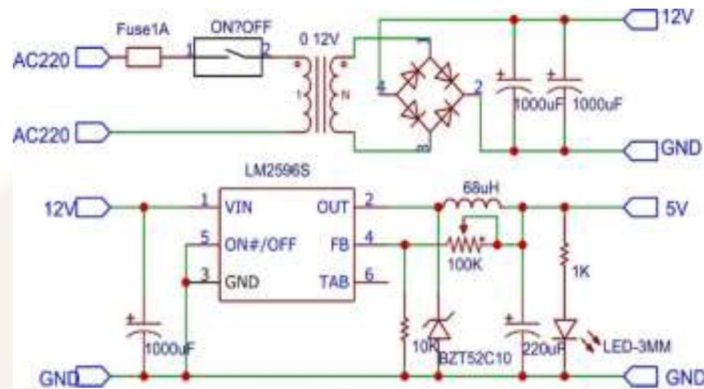 Fuse1A
ON?OFF
AC220
1
2
0 12V
1
N
1
4
2
3
12V
1000uF
1000uF
AC220
GND
LM2596S
12V
1
VIN
OUT
2
68uH
5V
5
ON#/OFF
FB
4
3
GND
TAB
6
100K
1K
1000uF
10K
BZT52C10
220uF
LED-3MM
GND
GND